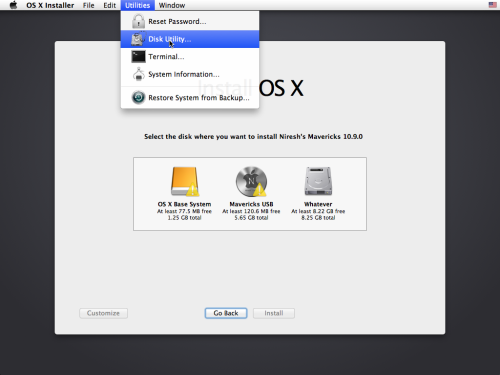 OS X Installer File Edit Utilities Window
Reset Password...
Disk Utility...
Terminal...
System Information...
Restore System from Backup...
Install OS X
Select the disk where you want to install Niresh's Mavericks 10.9.0
OS X Base System
At least 77.5 MB free
1.25 GB total
Mavericks USB
At least 120.6 MB free
5.65 GB total
Whatever
At least 8.22 GB free
8.25 GB total
Customize Go Back Install